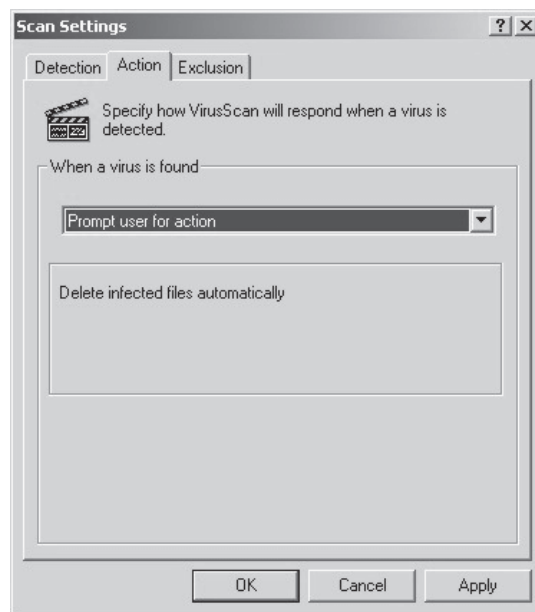 Scan Settings
Detection
Action
Exclusion
Specify how VirusScan will respond when a virus is
detected.
When a virus is found
Prompt user for action
Delete infected files automatically
OK
Cancel
Apply